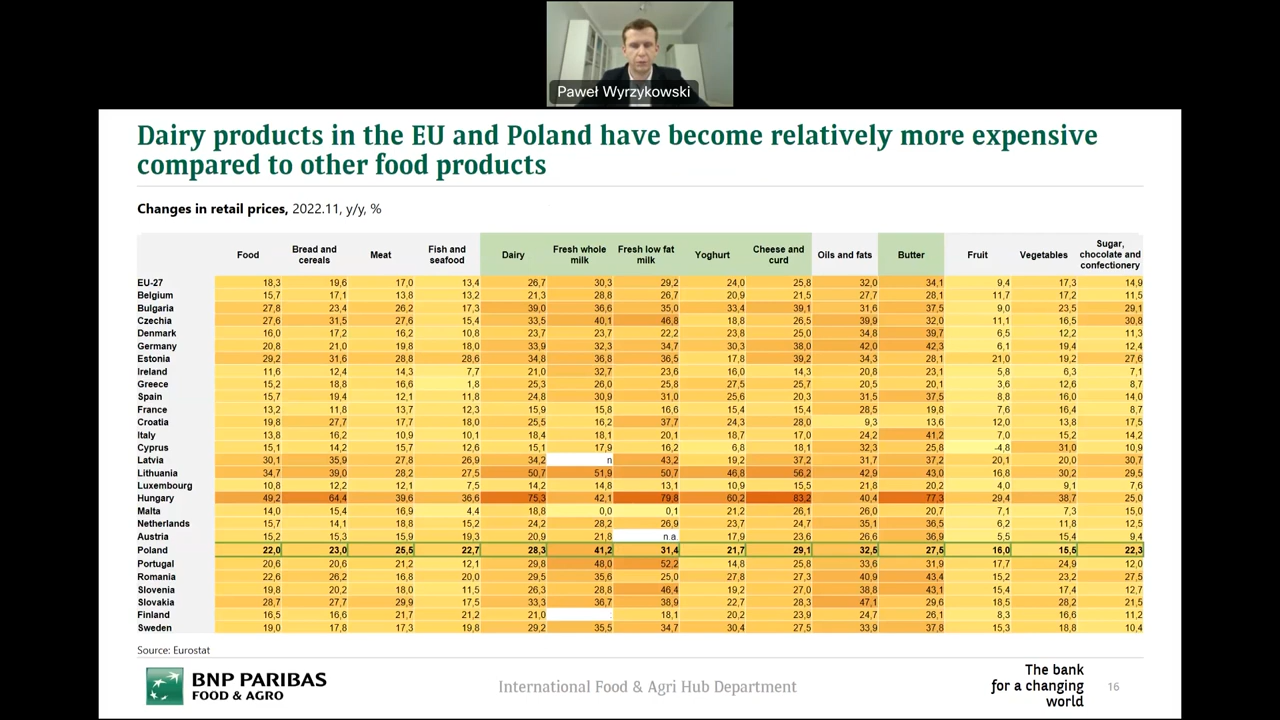 Paweł Wyrzykowski
Dairy products in the EU and Poland have become relatively more expensive
compared to other food products
Changes in retail prices, 2022.11, y/y, %
Food Bread and cereals Meat Fish and seafood Dairy Fresh whole milk Fresh low fat milk Yoghurt Cheese and curd Oils and fats Butter Fruit Vegetables Sugar, chocolate and confectionery
EU-27 18,3 19,6 17,0 13,4 26,7 30,3 29,2 24,0 25,8 32,0 34,1 9,4 17,3 14,9
Belgium 15,7 17,1 13,8 13,2 21,3 28,8 26,7 20,9 21,5 27,7 28,1 11,7 17,2 11,5
Bulgaria 27,8 23,4 26,2 17,3 39,0 36,6 35,0 33,4 39,1 31,6 37,5 9,0 23,5 29,1
Czechia 27,6 31,5 27,6 15,4 33,5 40,1 46,8 18,8 26,5 39,9 32,0 11,1 16,5 30,8
Denmark 16,0 17,2 16,2 10,8 23,7 23,7 22,2 23,8 25,0 34,8 39,7 6,5 12,2 11,3
Germany 20,8 21,0 19,8 18,0 33,9 32,3 34,7 30,3 38,0 42,0 42,3 6,1 19,4 12,4
Estonia 29,2 31,6 28,8 28,6 34,8 36,8 36,5 17,8 39,2 34,3 28,1 21,0 19,2 27,6
Ireland 11,6 12,4 14,3 7,7 21,0 32,7 23,6 16,0 14,3 20,8 23,1 5,8 6,3 7,1
Greece 15,2 18,8 16,6 1,8 25,3 26,0 25,8 27,5 25,7 20,5 20,1 3,6 12,6 8,7
Spain 15,7 19,4 12,1 11,8 24,8 30,9 31,0 25,6 20,3 31,5 37,5 8,8 16,0 14,0
France 13,2 11,8 13,7 12,3 15,9 15,8 16,6 15,4 15,4 28,5 19,8 7,6 16,4 8,7
Croatia 19,8 27,7 17,7 18,0 25,5 16,2 37,7 24,3 28,0 9,3 13,6 12,0 13,8 17,5
Italy 13,8 16,2 10,9 10,1 18,4 18,1 20,1 18,7 17,0 24,2 41,2 7,0 15,2 14,2
Cyprus 15,1 14,2 15,7 12,6 15,1 17,9 16,2 6,8 18,1 32,3 25,8 -4,8 31,0 10,9
Latvia 30,1 35,9 27,8 26,9 34,2 n 43,2 19,2 37,2 31,2 37,2 20,1 20,0 30,7
Lithuania 34,7 39,0 28,2 27,5 50,7 51,9 50,7 46,8 56,2 42,9 43,0 16,8 30,2 29,5
Luxembourg 10,8 12,2 12,1 7,5 14,2 14,8 13,1 10,9 15,5 21,8 20,2 4,0 9,1 7,6
Hungary 49,2 64,4 39,6 36,6 75,3 42,1 79,8 60,2 83,2 40,4 77,3 29,4 38,7 25,0
Malta 14,0 15,4 16,9 4,4 18,8 0,0 0,1 21,2 26,1 26,0 20,7 7,1 7,3 15,0
Netherlands 15,7 14,1 18,8 15,2 24,2 28,2 26,9 23,7 24,7 35,1 36,5 6,2 11,8 12,5
Austria 15,2 15,3 15,9 19,3 20,9 21,8 n.a 17,9 23,6 26,6 36,9 5,5 15,4 9,4
Poland 22,0 23,0 25,5 22,7 28,3 41,2 31,4 21,7 29,1 32,5 27,5 16,0 15,5 22,3
Portugal 20,6 20,6 21,2 12,1 29,8 48,0 52,2 14,8 25,8 33,6 31,9 17,7 24,9 12,0
Romania 22,6 26,2 16,8 20,0 29,5 35,6 25,0 27,8 27,3 40,9 43,4 15,2 23,2 27,5
Slovenia 19,8 20,2 18,0 11,5 26,3 28,8 46,4 19,2 27,0 38,8 43,1 15,4 17,4 12,7
Slovakia 28,7 27,7 29,9 17,5 33,3 36,7 38,9 22,7 28,3 47,1 29,6 18,5 28,2 21,5
Finland 16,5 16,6 21,7 21,2 21,0 18,1 20,2 23,9 24,7 26,1 8,3 16,6 11,2
Sweden 19,0 17,8 17,3 19,8 29,2 35,5 34,7 30,4 27,5 33,9 37,8 15,3 18,8 10,4
Source: Eurostat
BNP PARIBAS
FOOD & AGRO
International Food & Agri Hub Department
The bank
for a changing
world
16